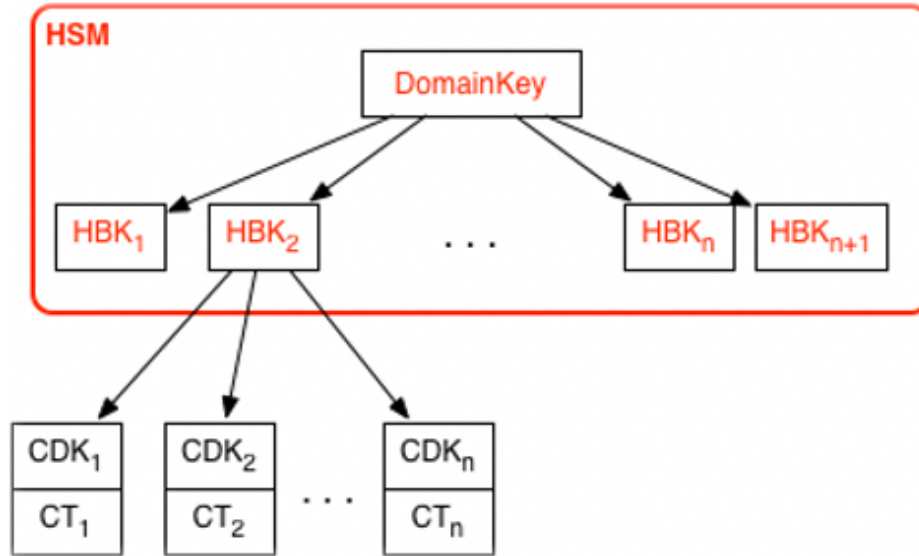 HSM
DomainKey
HBK₁ HBK₂ . . . HBKₙ HBKₙ₊₁
CDK₁ CDK₂ CDKₙ
. . .
CT₁ CT₂ CTₙ